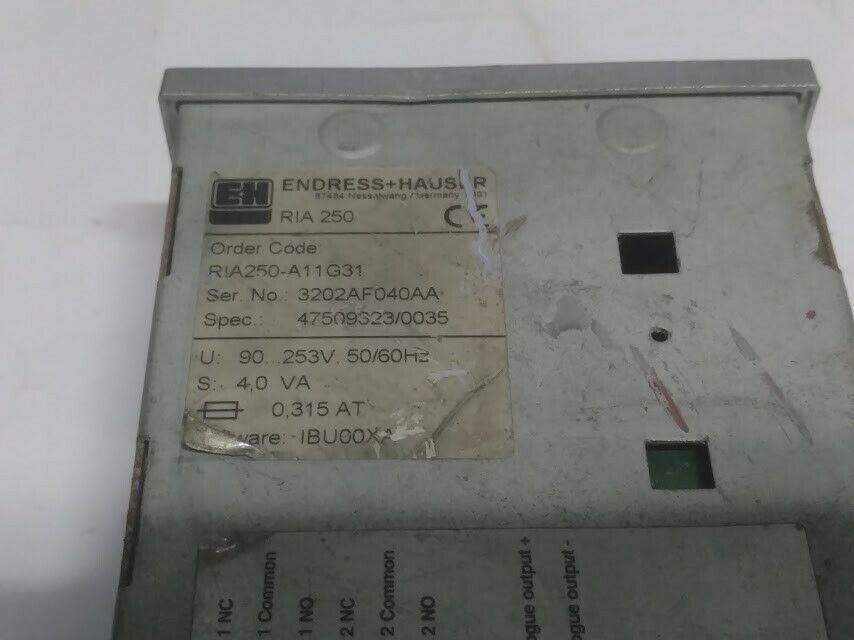 E+H
ENDRESS+HAUSER
87484 Nesselwang / Germany
RIA 250
CE
Order Code
RIA250-A11G31
Ser. No.: 3202AF040AA
Spec.: 47509323/0035
U: 90...253V, 50/60Hz
S: 4,0 VA
0,315 AT
ware: IBU00XA
1 NC
1 Common
1 NO
2 NC
2 Common
2 NO
ogue output +
ogue output -